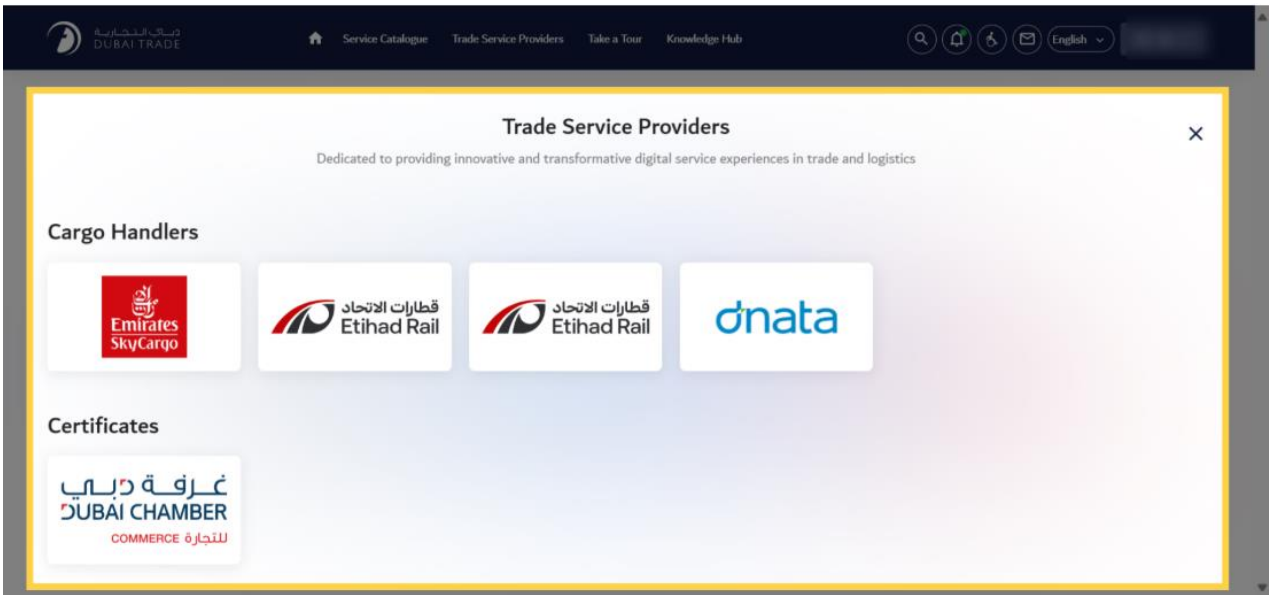 دبي التجارية
DUBAI TRADE
Service Catalogue
Trade Service Providers
Take a Tour
Knowledge Hub
English
Trade Service Providers
Dedicated to providing innovative and transformative digital service experiences in trade and logistics
Cargo Handlers
Emirates
SkyCargo
قطارات الاتحاد
Etihad Rail
قطارات الاتحاد
Etihad Rail
dnata
Certificates
غرفة دبي
DUBAI CHAMBER
COMMERCE للتجارة